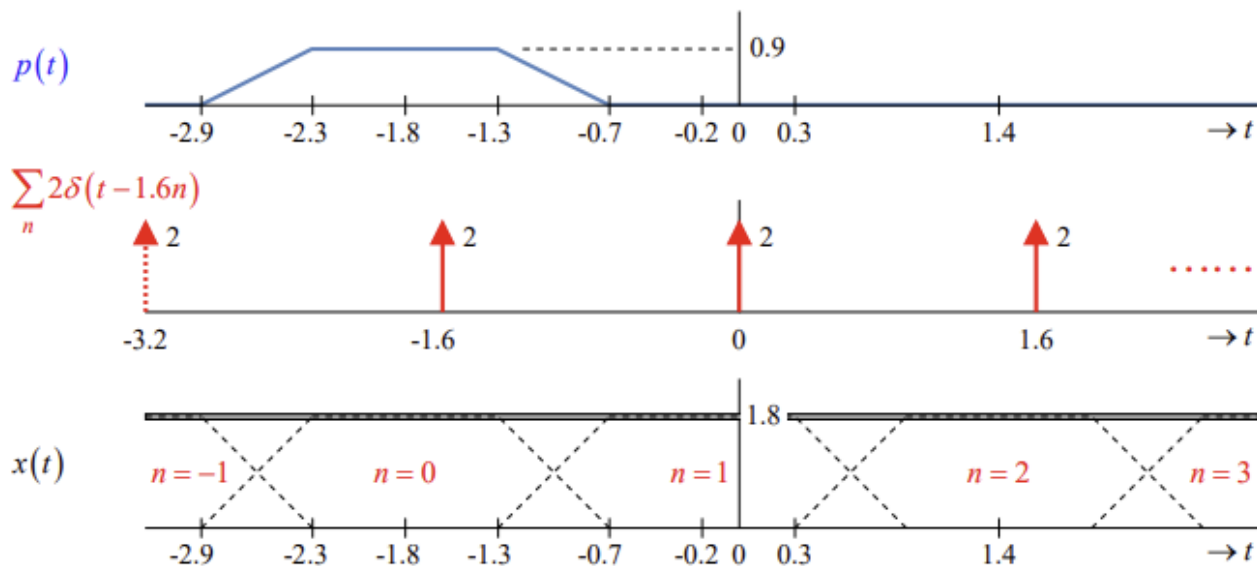 p(t)
0.9
-2.9 -2.3 -1.8 -1.3 -0.7 -0.2 0 0.3 1.4 → t
∑ 2δ(t − 1.6n)
n
2 2 2 2
-3.2 -1.6 0 1.6 → t
1.8
x(t)
n = −1 n = 0 n = 1 n = 2 n = 3
-2.9 -2.3 -1.8 -1.3 -0.7 -0.2 0 0.3 1.4 → t